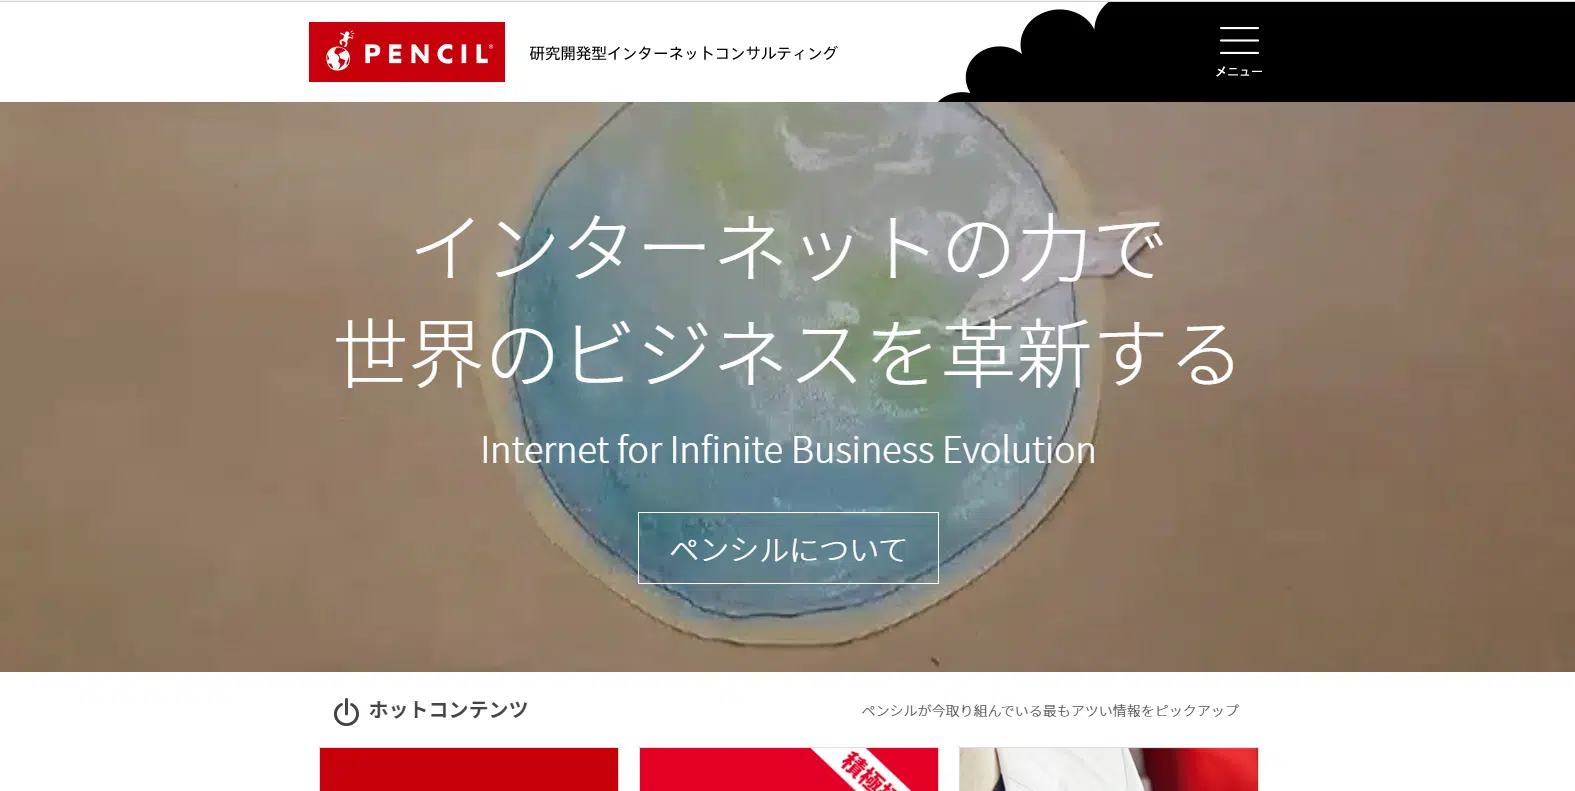 PENCIL®
研究開発型インターネットコンサルティング
メニュー
インターネットの力で
世界のビジネスを革新する
Internet for Infinite Business Evolution
ペンシルについて
ホットコンテンツ
ペンシルが今取り組んでいる最もアツい情報をピックアップ
積極